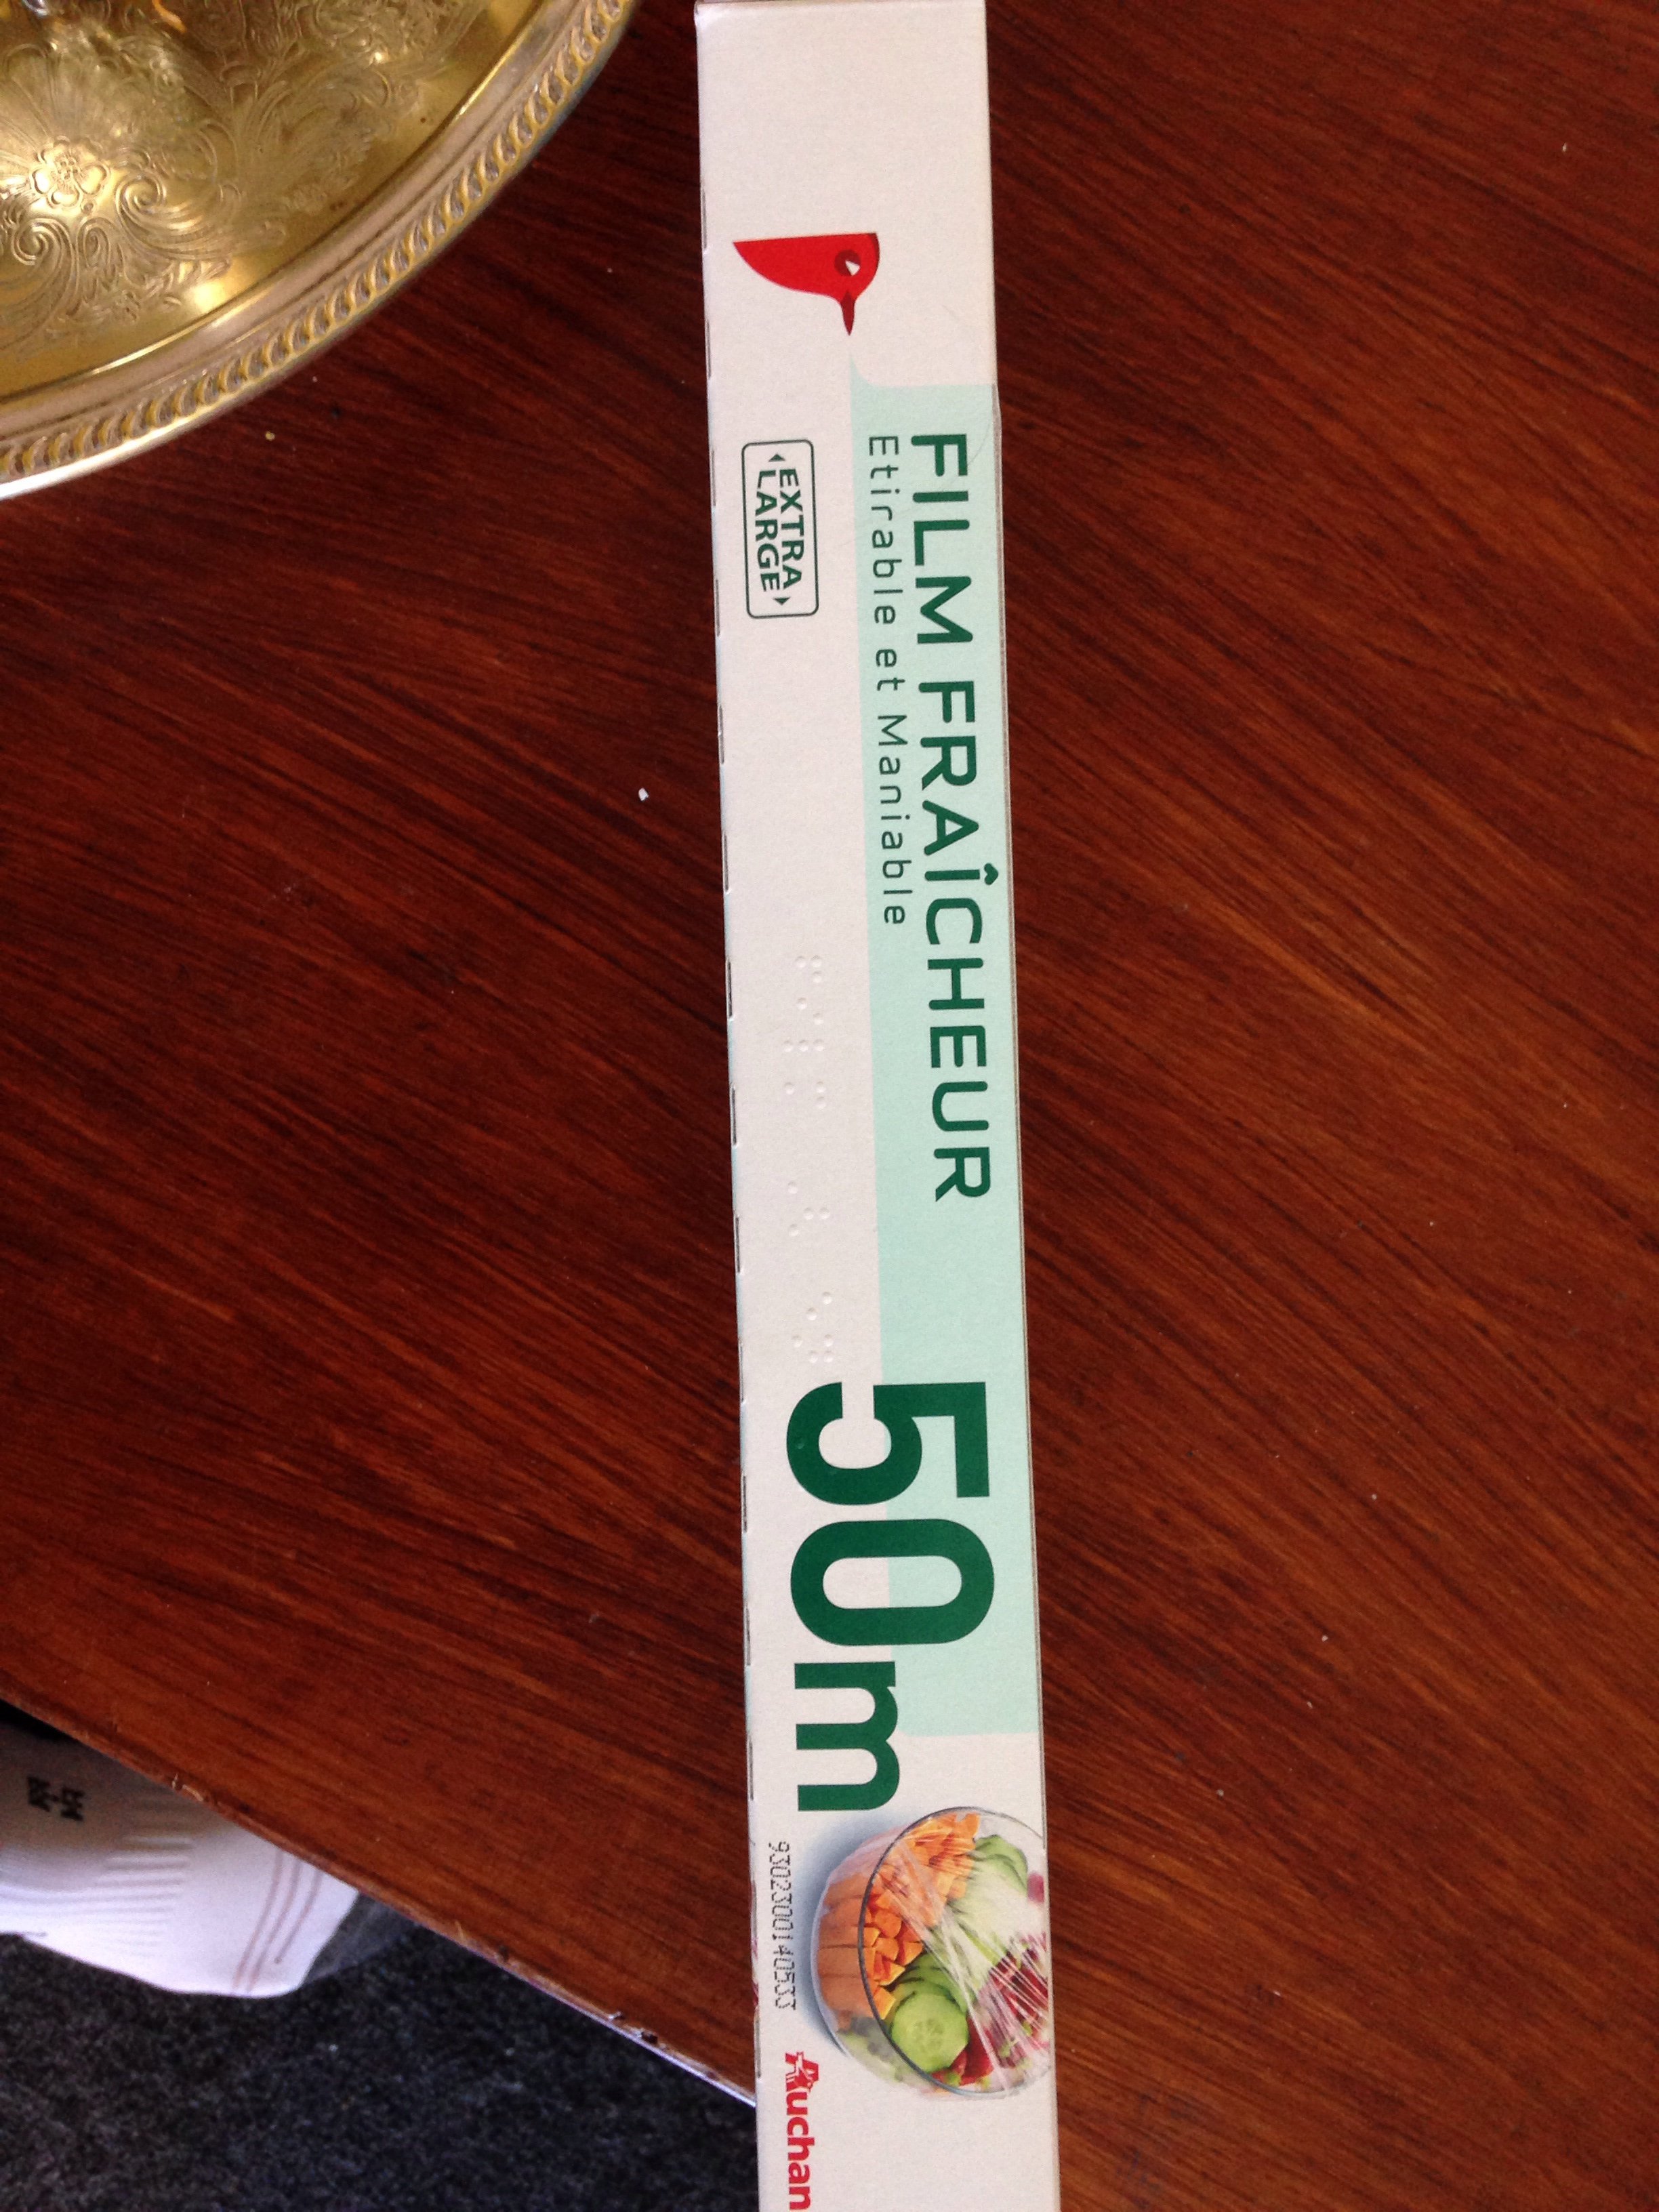 FILM FRAÎCHEUR
Etirable et Maniable
EXTRA
LARGE
50m
9302300140533
Auchan